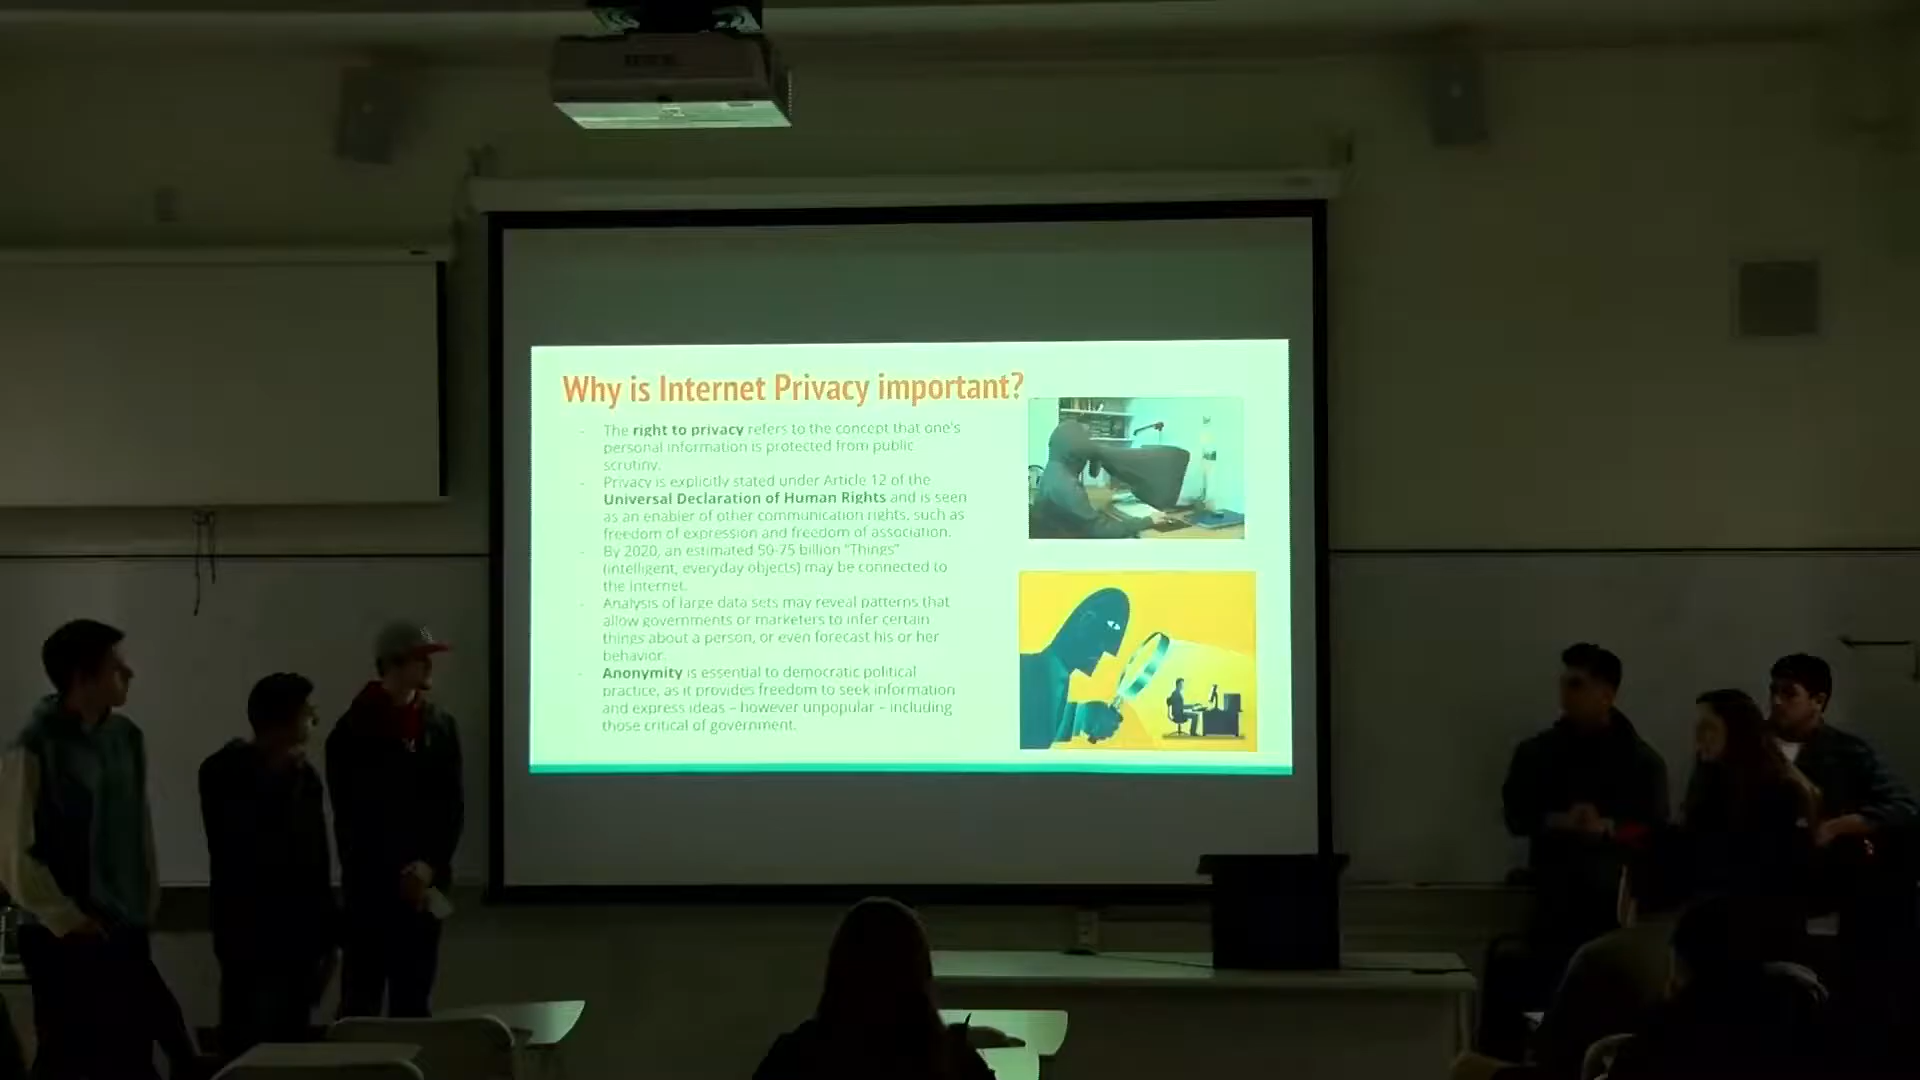 Why is Internet Privacy important?
- The right to privacy refers to the concept that one's
personal information is protected from public
scrutiny.
- Privacy is explicitly stated under Article 12 of the
Universal Declaration of Human Rights and is seen
as an enabler of other communication rights, such as
freedom of expression and freedom of association.
- By 2020, an estimated 50-75 billion "Things"
(intelligent, everyday objects) may be connected to
the internet.
- Analysis of large data sets may reveal patterns that
allow governments or marketers to infer certain
things about a person, or even forecast his or her
behavior.
- Anonymity is essential to democratic political
practice, as it provides freedom to seek information
and express ideas – however unpopular – including
those critical of government.